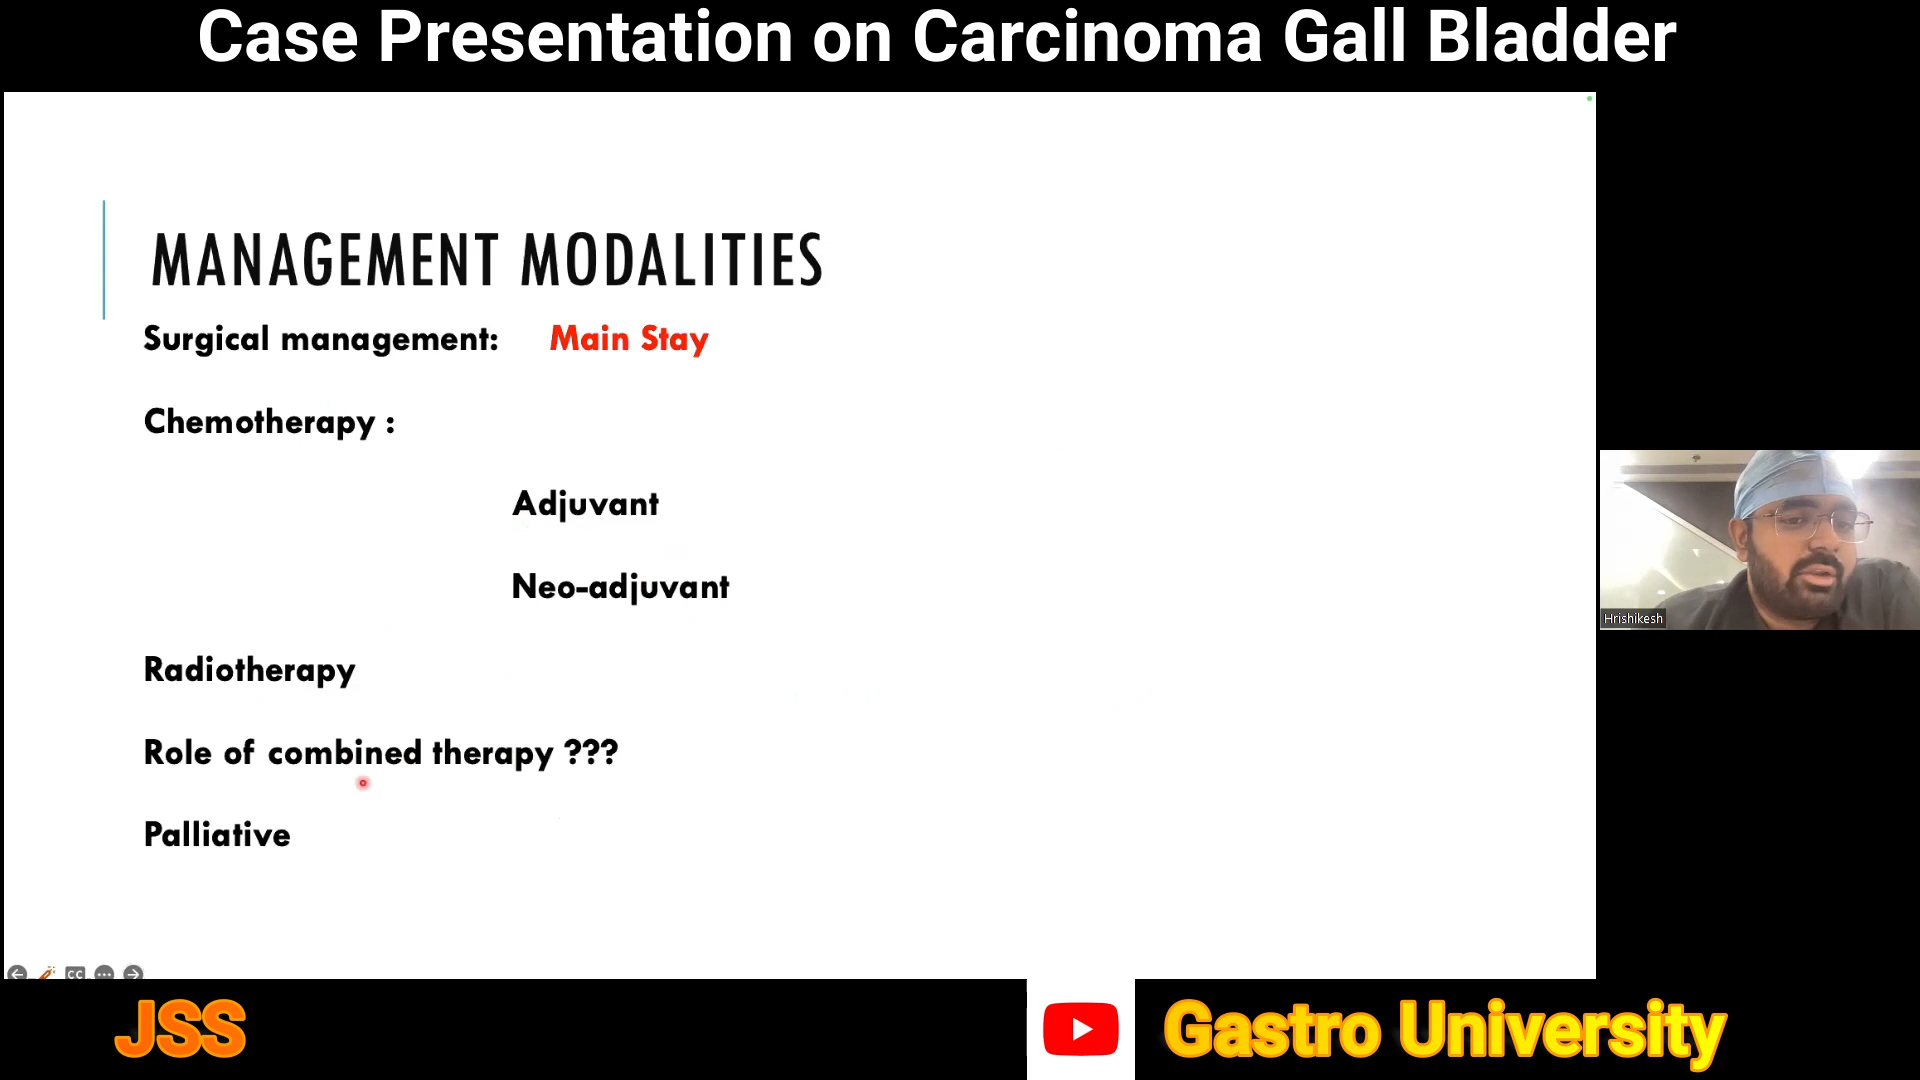 Case Presentation on Carcinoma Gall Bladder
MANAGEMENT MODALITIES
Surgical management: Main Stay
Chemotherapy :
Adjuvant
Neo-adjuvant
Radiotherapy
Role of combined therapy ???
Palliative
Hrishikesh
CC
JSS
Gastro University